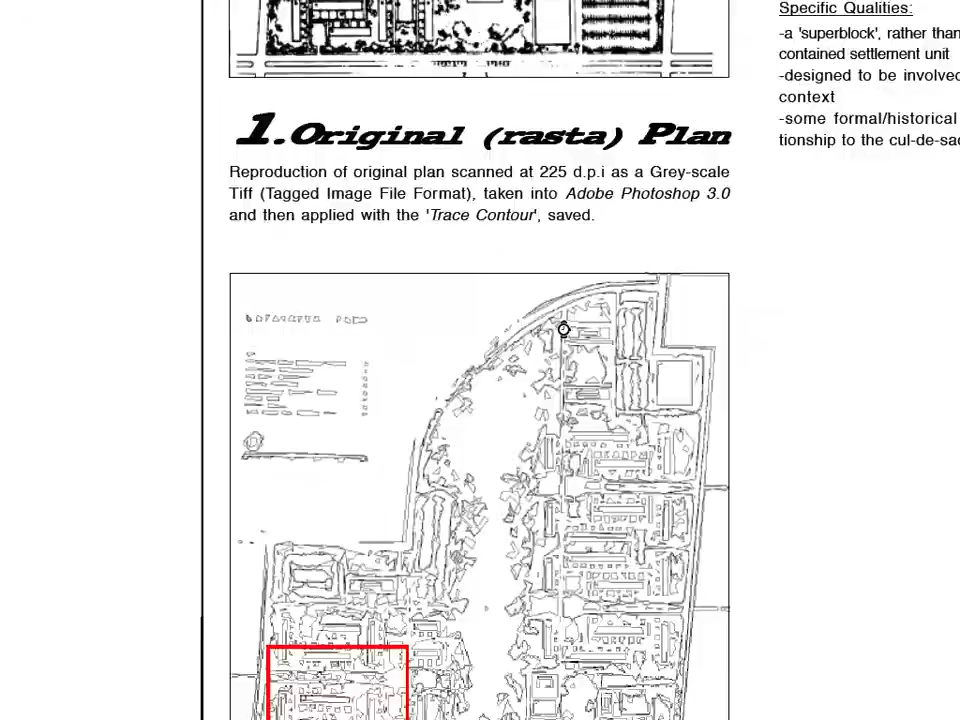 Specific Qualities:
-a 'superblock', rather than
contained settlement unit
-designed to be involved
context
-some formal/historical
tionship to the cul-de-sac
1.Original (rasta) Plan
Reproduction of original plan scanned at 225 d.p.i as a Grey-scale
Tiff (Tagged Image File Format), taken into Adobe Photoshop 3.0
and then applied with the 'Trace Contour', saved.